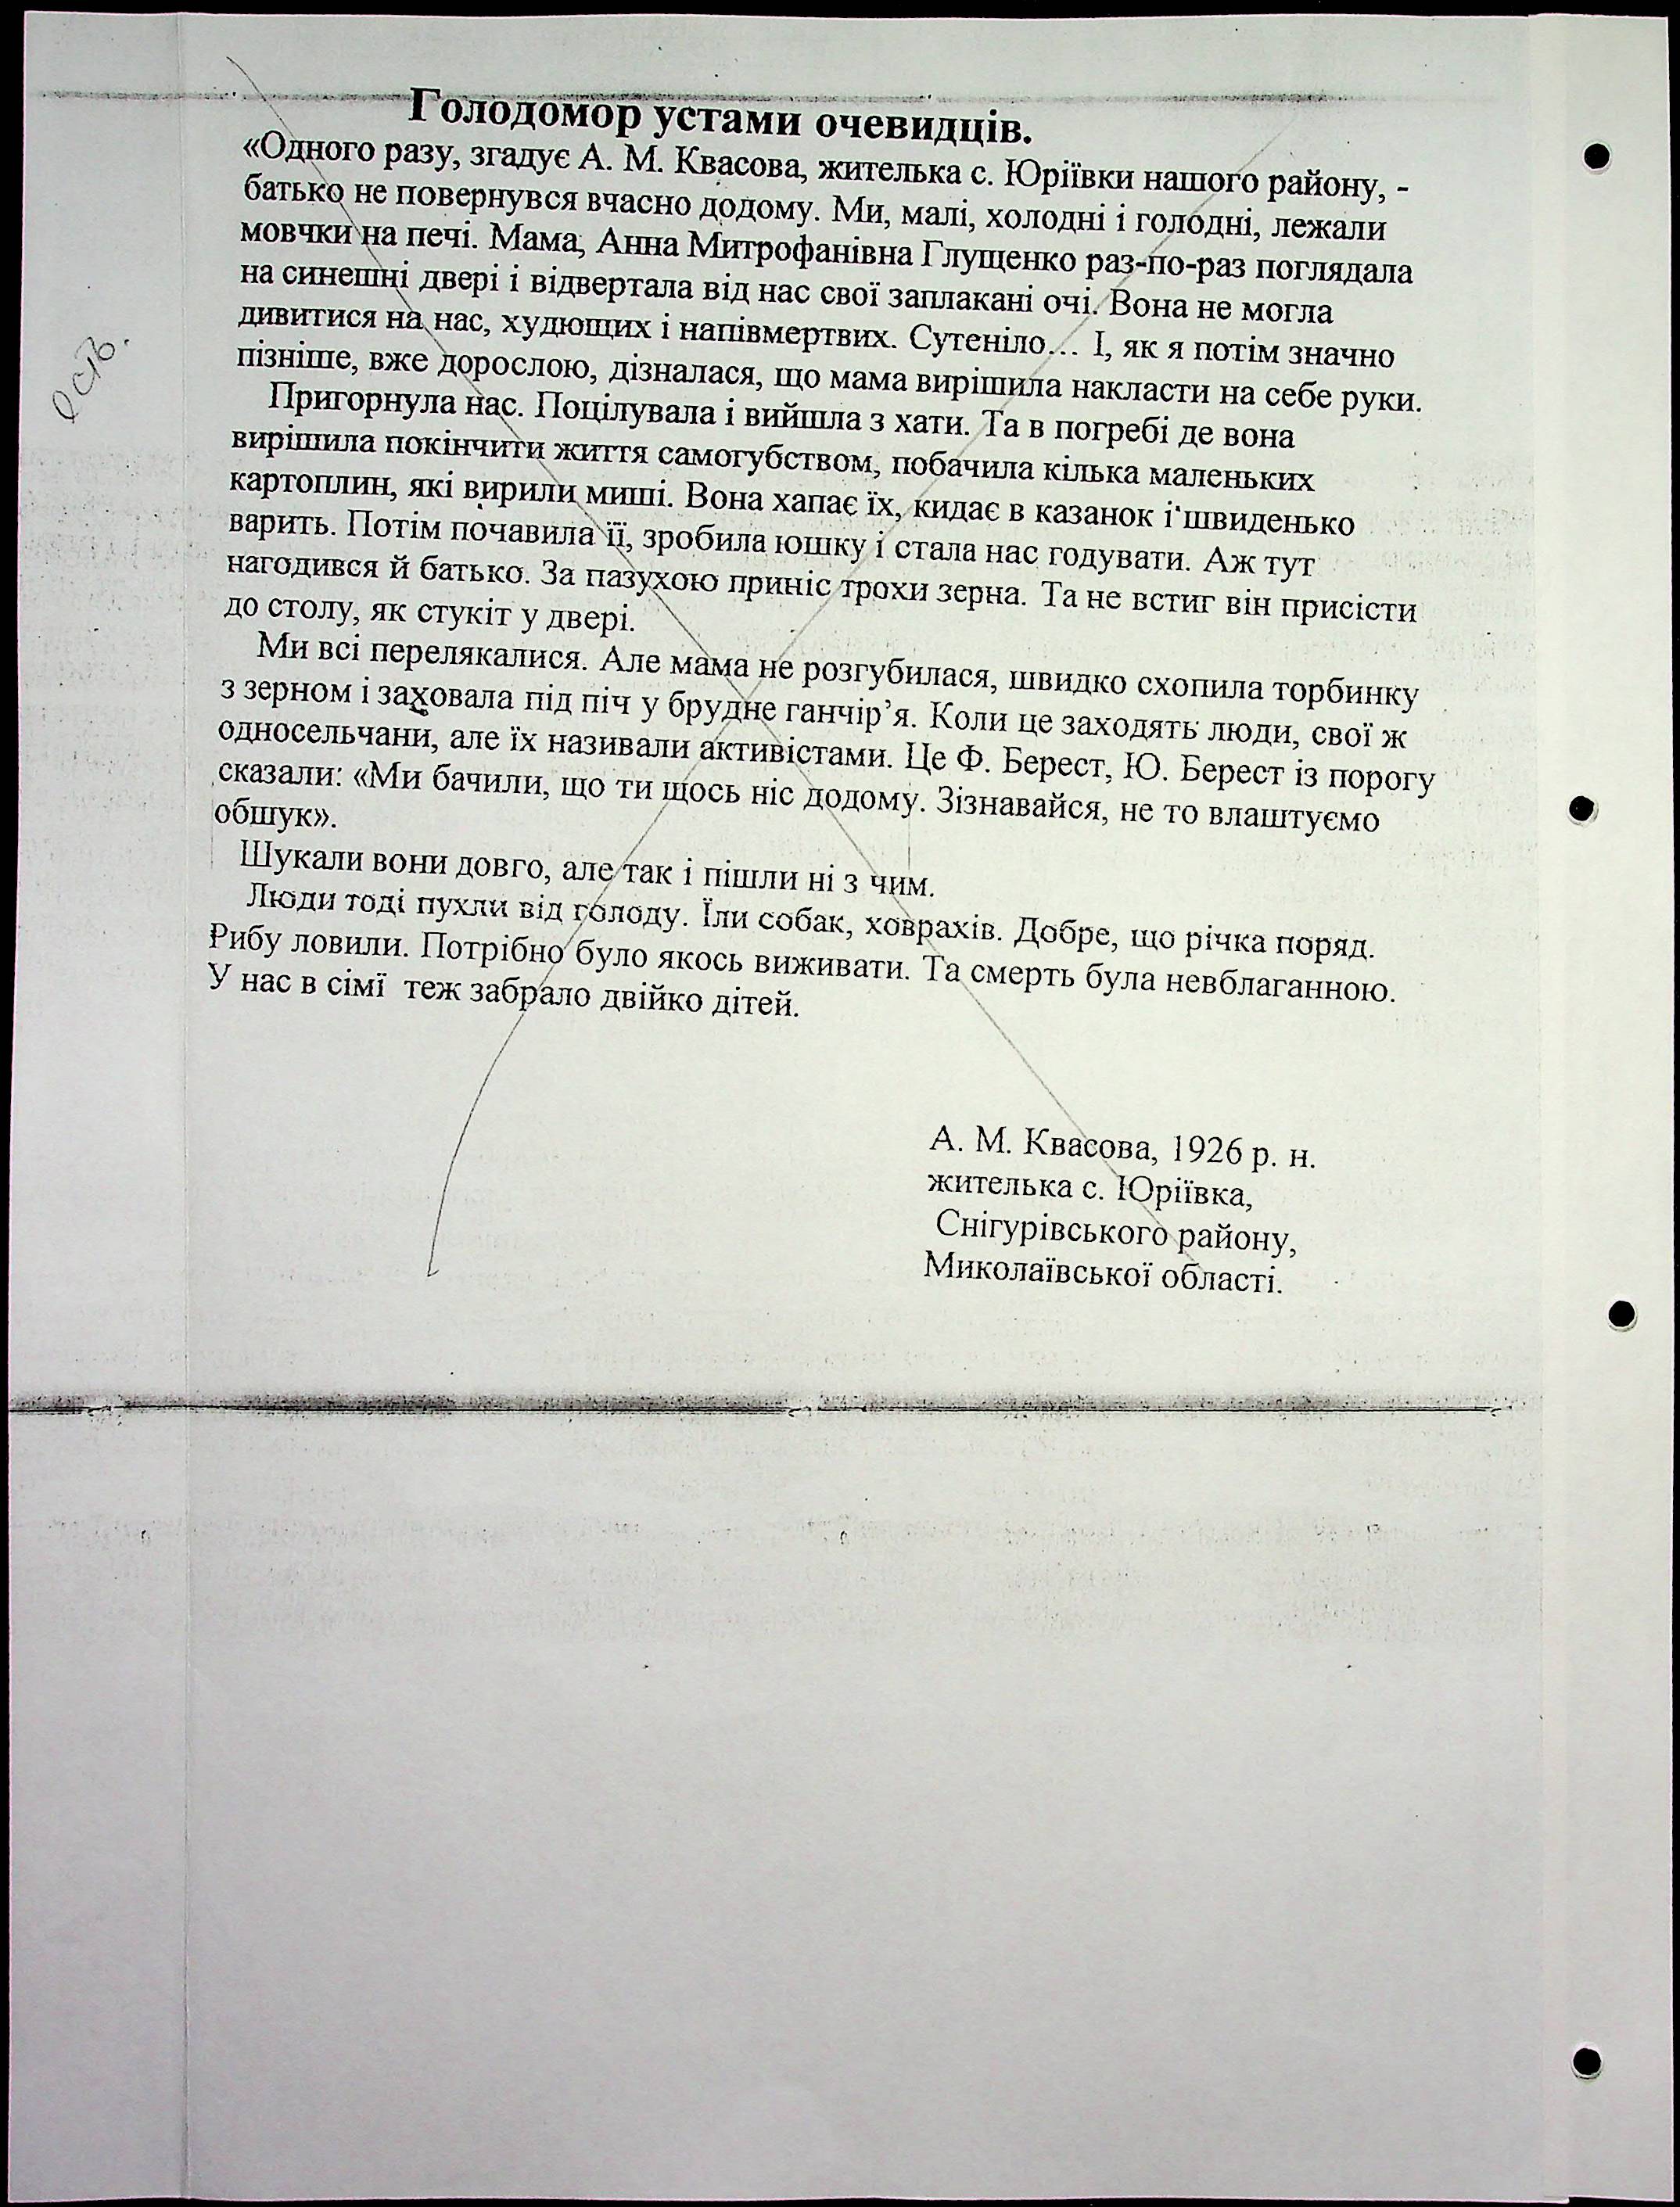 Голодомор устами очевидців.
«Одного разу, згадує А. М. Квасова, жителька с. Юріївки нашого району, -
батько не повернувся вчасно додому. Ми, малі, холодні і голодні, лежали
мовчки на печі. Мама, Анна Митрофанівна Глущенко раз-по-раз поглядала
на синешні двері і відвертала від нас свої заплакані очі. Вона не могла
дивитися на нас, худющих і напівмертвих. Сутеніло... І, як я потім значно
пізніше, вже дорослою, дізналася, що мама вирішила накласти на себе руки.
Пригорнула нас. Поцілувала і вийшла з хати. Та в погребі де вона
вирішила покінчити життя самогубством, побачила кілька маленьких
картоплин, які вирили миші. Вона хапає їх, кидає в казанок і швиденько
варить. Потім почавила її, зробила юшку і стала нас годувати. Аж тут
нагодився й батько. За пазухою приніс трохи зерна. Та не встиг він присісти
до столу, як стукіт у двері.
Ми всі перелякалися. Але мама не розгубилася, швидко схопила торбинку
з зерном і заховала під піч у брудне ганчір’я. Коли це заходять люди, свої ж
односельчани, але їх називали активістами. Це Ф. Берест, Ю. Берест із порогу
сказали: «Ми бачили, що ти щось ніс додому. Зізнавайся, не то влаштуємо
обшук».
Шукали вони довго, але так і пішли ні з чим.
Люди тоді пухли від голоду. Їли собак, ховрахів. Добре, що річка поряд.
Рибу ловили. Потрібно було якось виживати. Та смерть була невблаганною.
У нас в сімї теж забрало двійко дітей.
А. М. Квасова, 1926 р. н.
жителька с. Юріївка,
Снігурівського району,
Миколаївської області.